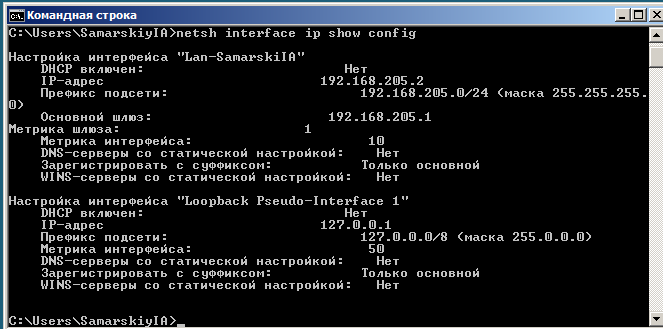 Командная строка
C:\Users\SamarskiyIA>netsh interface ip show config
Настройка интерфейса "Lan-SamarskiIA"
DHCP включен: Нет
IP-адрес 192.168.205.2
Префикс подсети: 192.168.205.0/24 (маска 255.255.255.
0)
Основной шлюз: 192.168.205.1
Метрика шлюза: 1
Метрика интерфейса: 10
DNS-серверы со статической настройкой: Нет
Зарегистрировать с суффиксом: Только основной
WINS-серверы со статической настройкой: Нет
Настройка интерфейса "Loopback Pseudo-Interface 1"
DHCP включен: Нет
IP-адрес 127.0.0.1
Префикс подсети: 127.0.0.0/8 (маска 255.0.0.0)
Метрика интерфейса: 50
DNS-серверы со статической настройкой: Нет
Зарегистрировать с суффиксом: Только основной
WINS-серверы со статической настройкой: Нет
C:\Users\SamarskiyIA>_